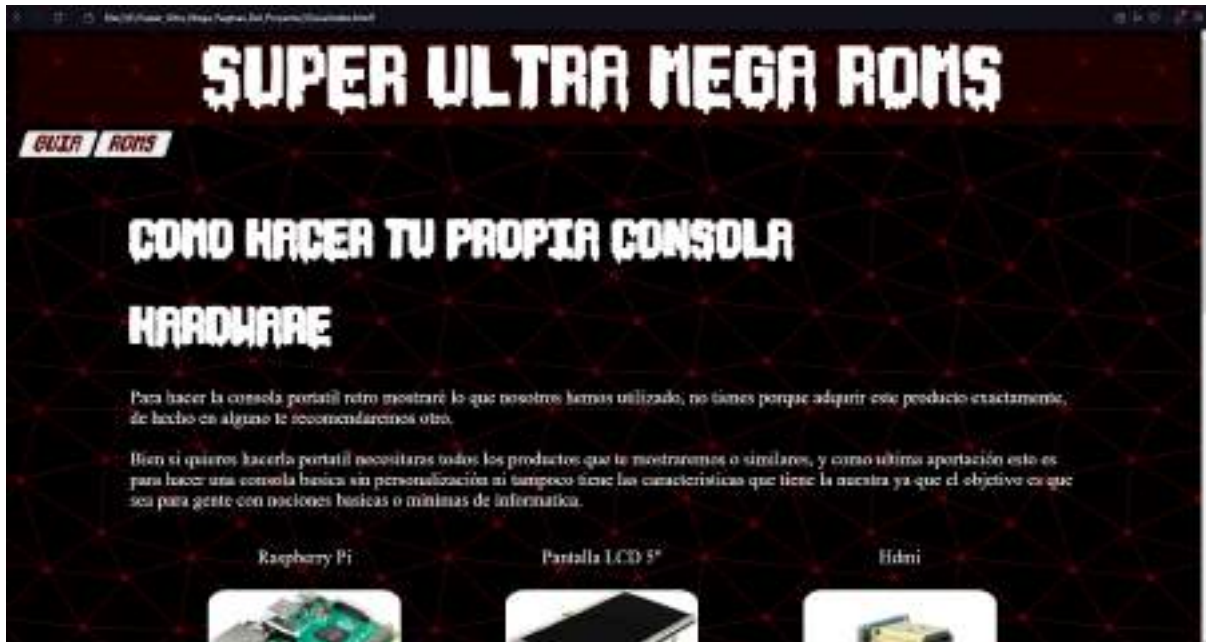 SUPER ULTRA MEGA ROMS
GUIA ROMS
COMO HACER TU PROPIA CONSOLA
HARDWARE
Para hacer la consola portatil retro mostraré lo que nosotros hemos utilizado, no tienes porque adqurir este producto exactamente,
de hecho en alguno te recomendaremos otro.
Bien si quieres hacerla portatil necesitaras todos los productos que te mostraremos o similares, y como ultima aportación esto es
para hacer una consola basica sin personalización ni tampoco tiene las caracteristicas que tiene la nuestra ya que el objetivo es que
sea para gente con nociones basicas o minimas de informatica.
Raspberry Pi Pantalla LCD 5" Hdmi